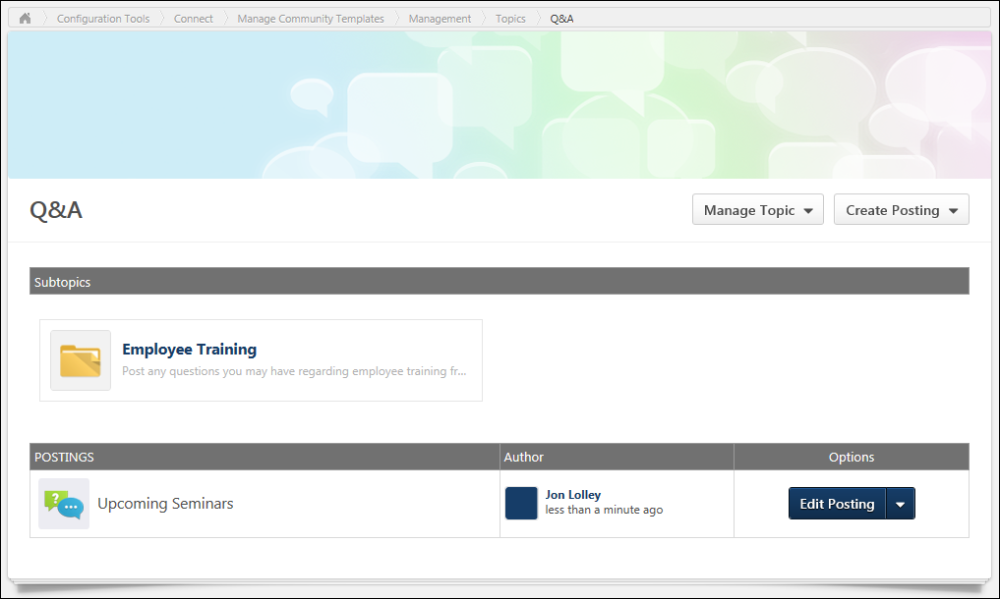 Configuration Tools Connect Manage Community Templates Management Topics Q&A
Q&A Manage Topic Create Posting
Subtopics
Employee Training
Post any questions you may have regarding employee training fr...
POSTINGS Author Options
?
Upcoming Seminars Jon Lolley Edit Posting
less than a minute ago